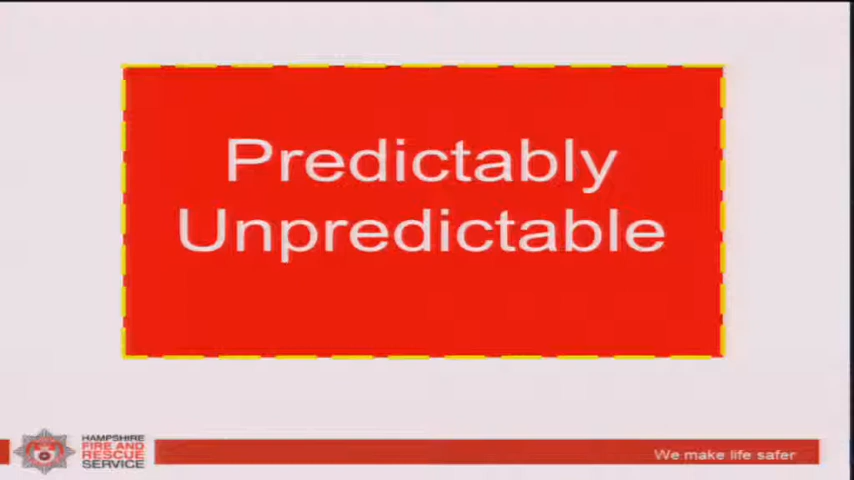 Predictably
Unpredictable
HAMPSHIRE
FIRE AND
RESCUE
SERVICE
We make life safer